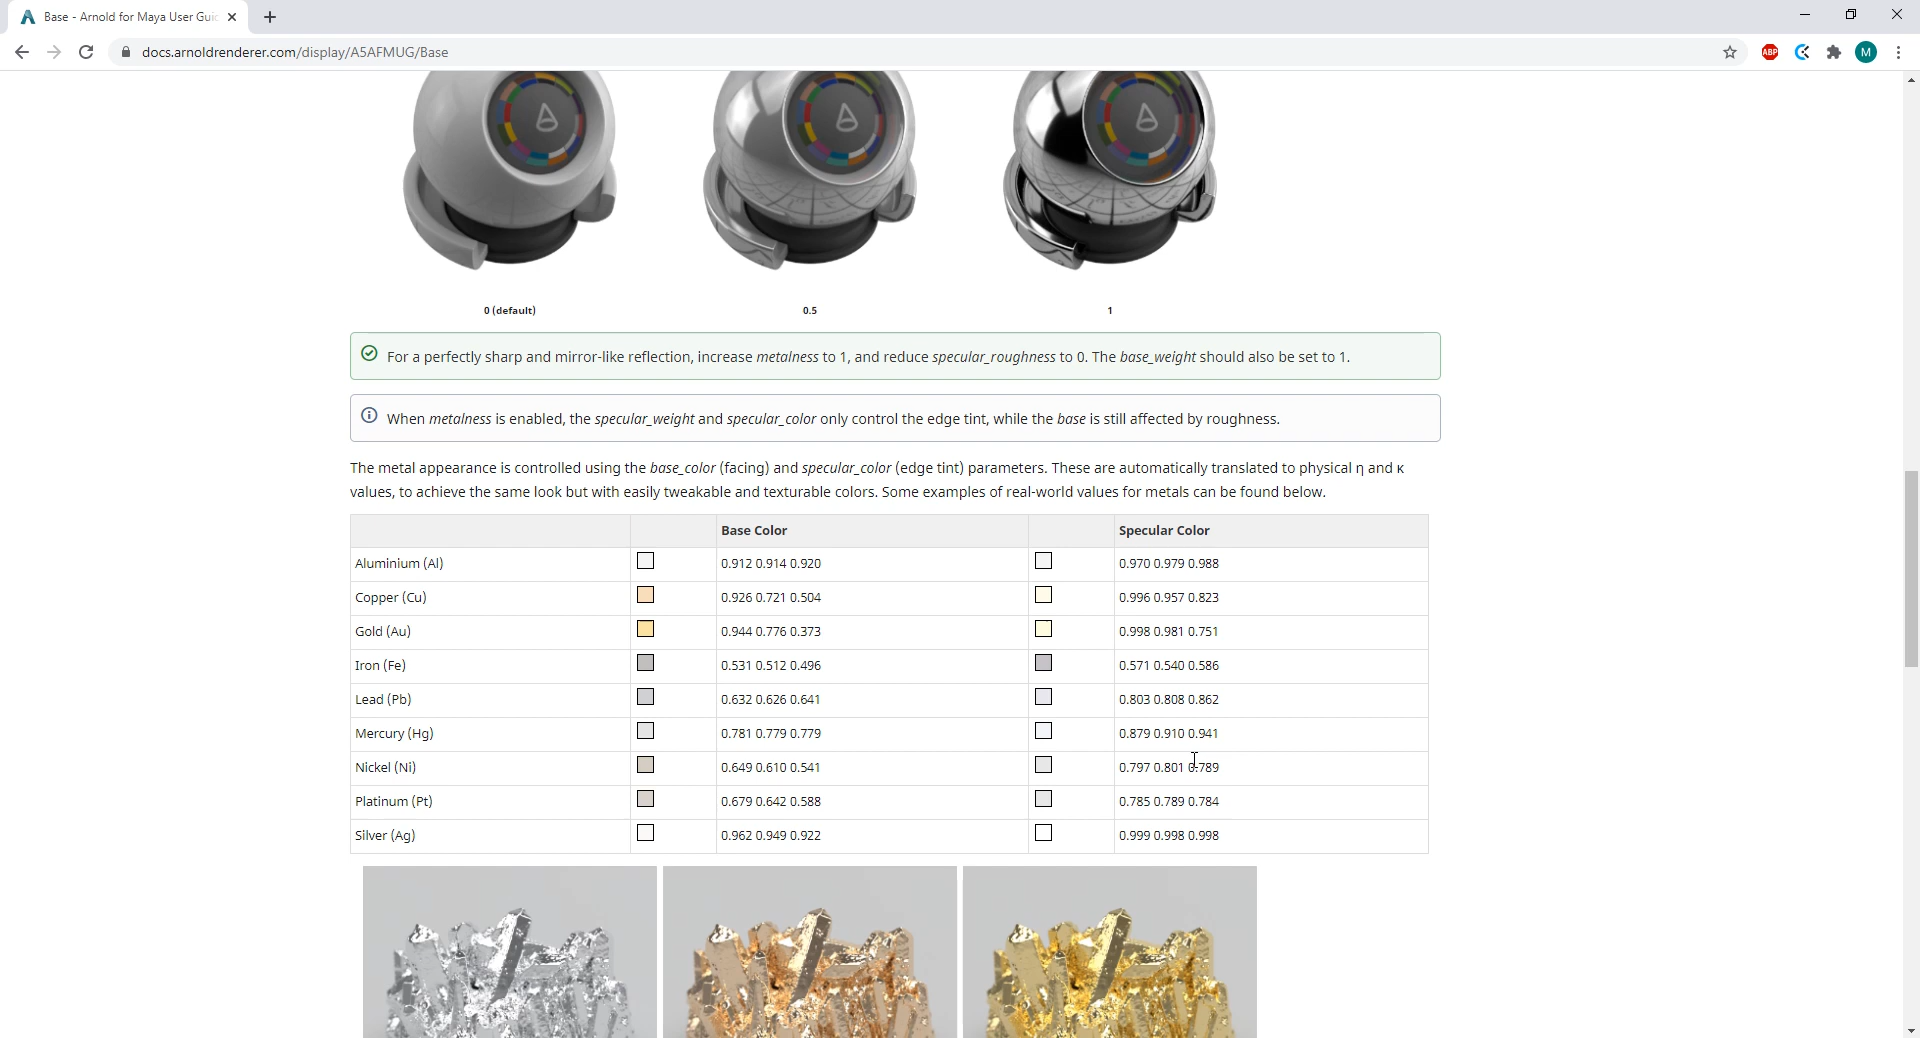 Base - Arnold for Maya User Gui
docs.arnoldrenderer.com/display/A5AFMUG/Base
ABP
M
0 (default)
0.5
1
For a perfectly sharp and mirror-like reflection, increase metalness to 1, and reduce specular_roughness to 0. The base_weight should also be set to 1.
When metalness is enabled, the specular_weight and specular_color only control the edge tint, while the base is still affected by roughness.
The metal appearance is controlled using the base_color (facing) and specular_color (edge tint) parameters. These are automatically translated to physical η and κ
values, to achieve the same look but with easily tweakable and texturable colors. Some examples of real-world values for metals can be found below.
Base Color Specular Color
Aluminium (Al) 0.912 0.914 0.920 0.970 0.979 0.988
Copper (Cu) 0.926 0.721 0.504 0.996 0.957 0.823
Gold (Au) 0.944 0.776 0.373 0.998 0.981 0.751
Iron (Fe) 0.531 0.512 0.496 0.571 0.540 0.586
Lead (Pb) 0.632 0.626 0.641 0.803 0.808 0.862
Mercury (Hg) 0.781 0.779 0.779 0.879 0.910 0.941
Nickel (Ni) 0.649 0.610 0.541 0.797 0.801 0.789
Platinum (Pt) 0.679 0.642 0.588 0.785 0.789 0.784
Silver (Ag) 0.962 0.949 0.922 0.999 0.998 0.998